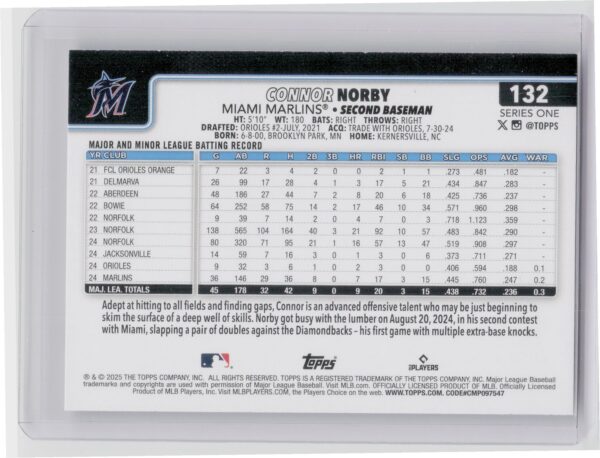 M
CONNOR NORBY
132
MIAMI MARLINS® • SECOND BASEMAN
SERIES ONE
HT: 5'10" WT: 180 BATS: RIGHT THROWS: RIGHT
X @TOPPS
DRAFTED: ORIOLES #2-JULY, 2021 ACQ: TRADE WITH ORIOLES, 7-30-24
BORN: 6-8-00, BROOKLYN PARK, MN HOME: KERNERSVILLE, NC
MAJOR AND MINOR LEAGUE BATTING RECORD
YR CLUB G AB R H 2B 3B HR RBI SB BB SLG OPS AVG WAR
21 FCL ORIOLES ORANGE 7 22 3 4 2 0 0 1 1 2 .273 .481 .182 -
21 DELMARVA 26 99 17 28 4 1 3 17 5 21 .434 .847 .283 -
22 ABERDEEN 48 186 27 44 7 2 8 20 6 18 .425 .736 .237 -
22 BOWIE 64 252 58 75 14 2 17 46 10 34 .571 .960 .298 -
22 NORFOLK 9 39 7 14 2 0 4 7 0 3 .718 1.123 .359 -
23 NORFOLK 138 565 104 164 40 3 21 92 10 57 .483 .842 .290 -
24 NORFOLK 80 320 71 95 21 1 16 57 13 47 .519 .908 .297 -
24 JACKSONVILLE 14 59 7 16 3 0 1 3 0 6 .373 .737 .271 -
24 ORIOLES 9 32 3 6 1 0 2 3 0 0 .406 .594 .188 0.1
24 MARLINS 36 146 29 36 8 0 7 17 3 15 .445 .760 .247 0.2
MAJ. LEA. TOTALS 45 178 32 42 9 0 9 20 3 15 .438 .732 .236 0.3
Adept at hitting to all fields and finding gaps, Connor is an advanced offensive talent who may be just beginning to
skim the surface of a deep well of skills. Norby got busy with the lumber on August 20, 2024, in his second contest
with Miami, slapping a pair of doubles against the Diamondbacks – his first game with multiple extra-base knocks.
Topps
PLAYERS
® & © 2025 THE TOPPS COMPANY, INC. ALL RIGHTS RESERVED. TOPPS IS A REGISTERED TRADEMARK OF THE TOPPS COMPANY, INC. Major League Baseball
trademarks and copyrights are used with permission of Major League Baseball. Visit MLB.com. OFFICIALLY LICENSED PRODUCT OF MLB. Officially Licensed
Product of MLB Players, Inc. Visit MLBPLAYERS.com, the Players Choice on the web. WWW.TOPPS.COM. CODE#CMP097547